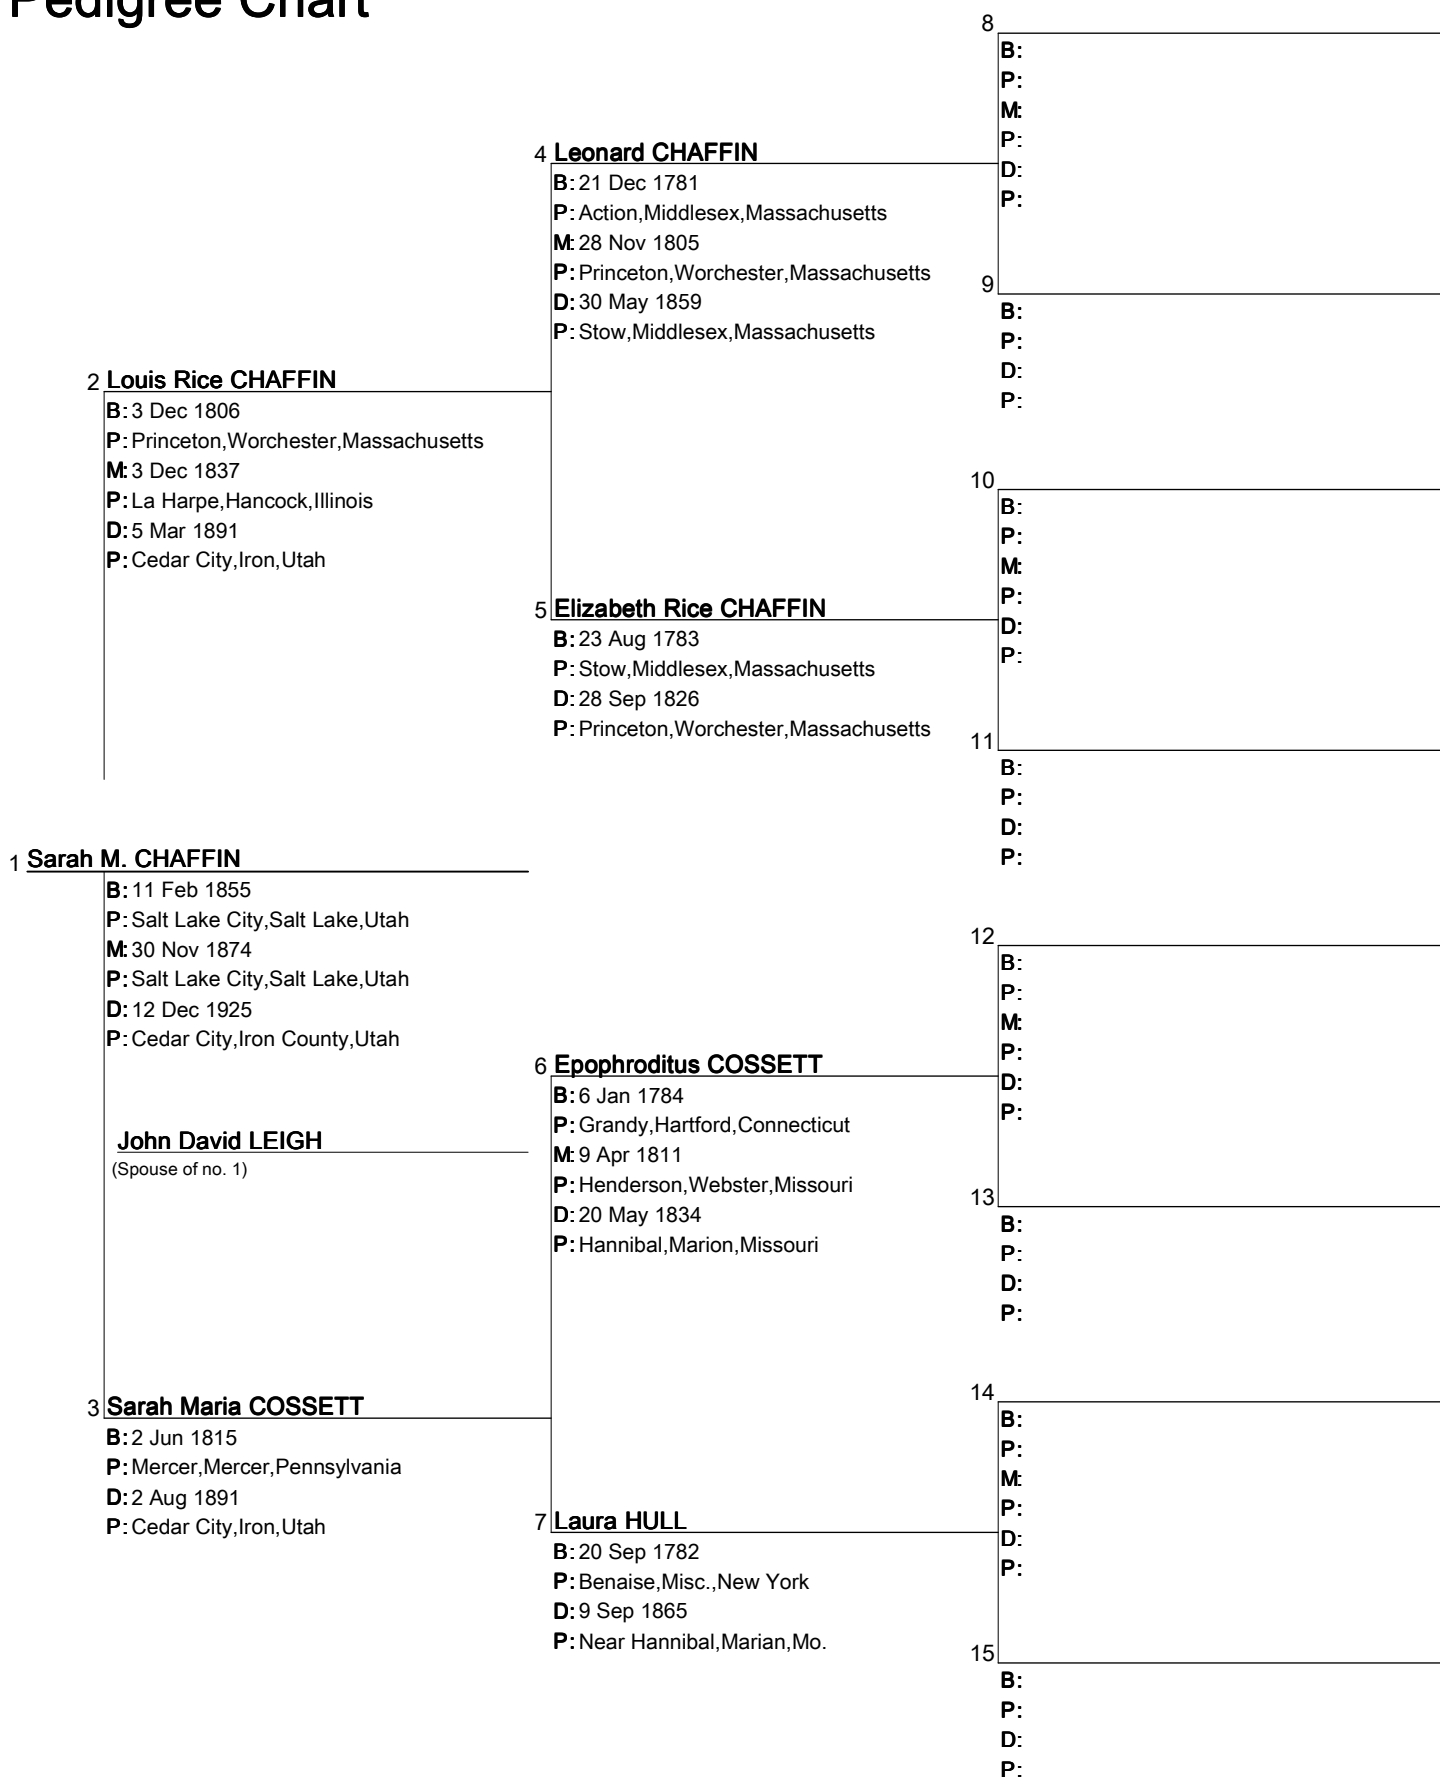 Pedigree Chart
8
B:
P:
M:
P:
D:
P:
4 Leonard CHAFFIN
B: 21 Dec 1781
P: Action,Middlesex,Massachusetts
M: 28 Nov 1805
P: Princeton,Worchester,Massachusetts
D: 30 May 1859
P: Stow,Middlesex,Massachusetts
9
B:
P:
D:
P:
2 Louis Rice CHAFFIN
B: 3 Dec 1806
P: Princeton,Worchester,Massachusetts
M: 3 Dec 1837
P: La Harpe,Hancock,Illinois
D: 5 Mar 1891
P: Cedar City,Iron,Utah
10
B:
P:
M:
P:
D:
P:
5 Elizabeth Rice CHAFFIN
B: 23 Aug 1783
P: Stow,Middlesex,Massachusetts
D: 28 Sep 1826
P: Princeton,Worchester,Massachusetts
11
B:
P:
D:
P:
1 Sarah M. CHAFFIN
B: 11 Feb 1855
P: Salt Lake City,Salt Lake,Utah
M: 30 Nov 1874
P: Salt Lake City,Salt Lake,Utah
D: 12 Dec 1925
P: Cedar City,Iron County,Utah
John David LEIGH
(Spouse of no. 1)
12
B:
P:
M:
P:
D:
P:
6 Epophroditus COSSETT
B: 6 Jan 1784
P: Grandy,Hartford,Connecticut
M: 9 Apr 1811
P: Henderson,Webster,Missouri
D: 20 May 1834
P: Hannibal,Marion,Missouri
13
B:
P:
D:
P:
3 Sarah Maria COSSETT
B: 2 Jun 1815
P: Mercer,Mercer,Pennsylvania
D: 2 Aug 1891
P: Cedar City,Iron,Utah
14
B:
P:
M:
P:
D:
P:
7 Laura HULL
B: 20 Sep 1782
P: Benaise,Misc.,New York
D: 9 Sep 1865
P: Near Hannibal,Marian,Mo.
15
B:
P:
D:
P: